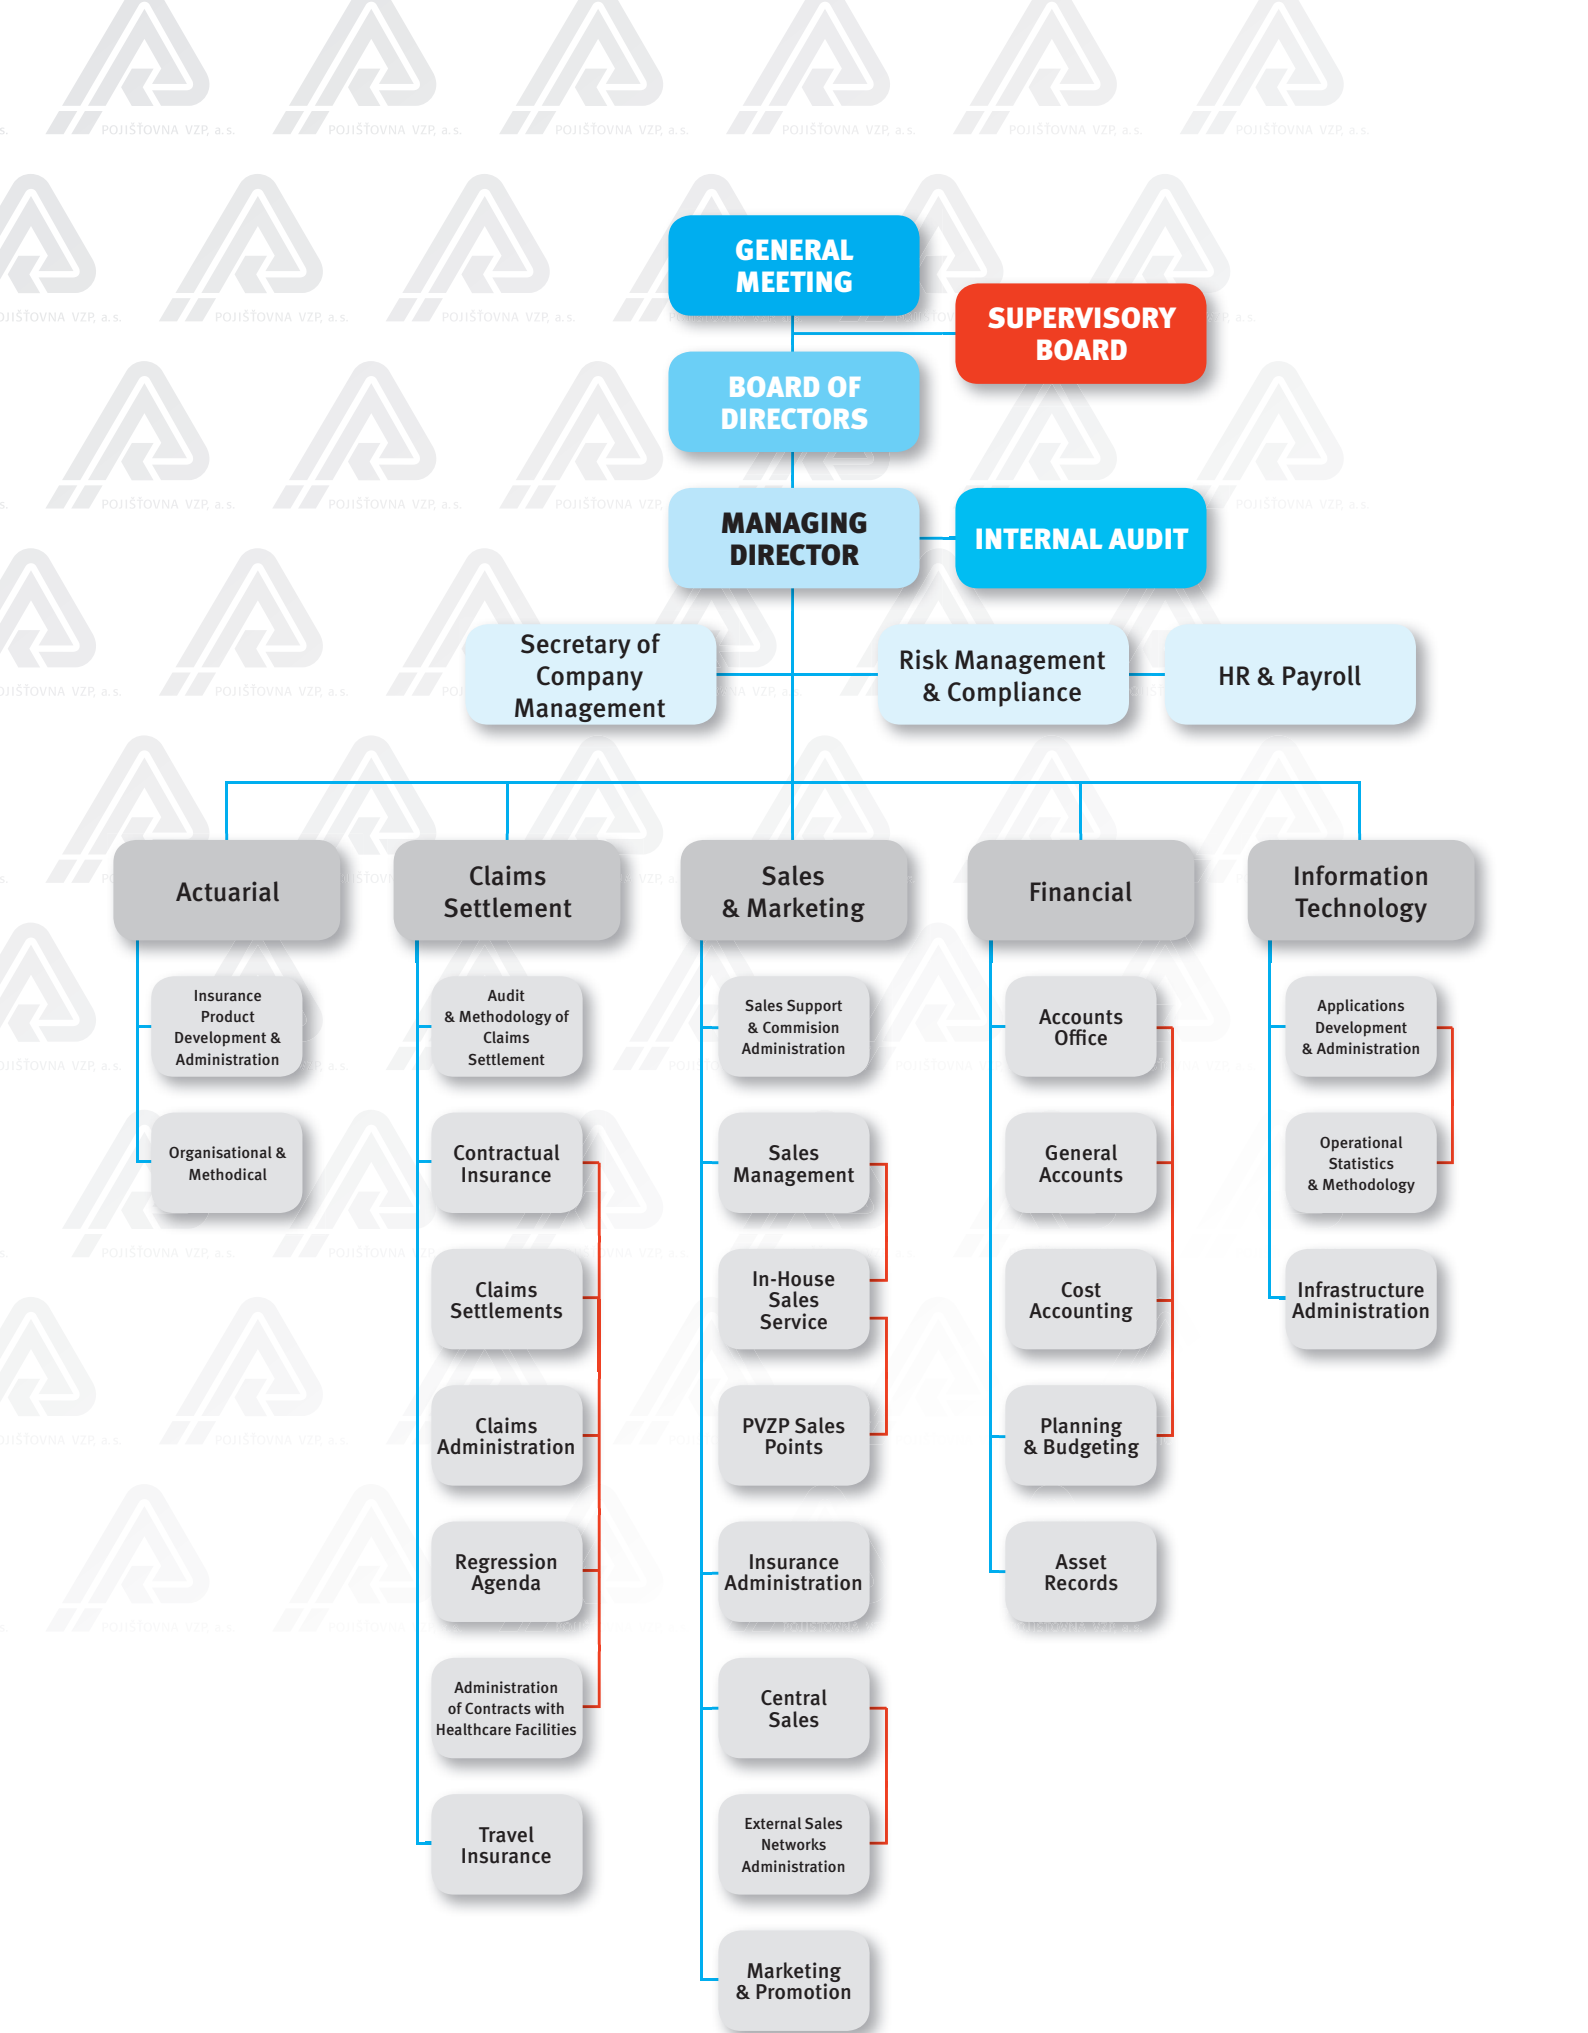 GENERAL
MEETING
SUPERVISORY
BOARD
BOARD OF
DIRECTORS
MANAGING
DIRECTOR
INTERNAL AUDIT
Secretary of
Company
Management
Risk Management
& Compliance
HR & Payroll
Actuarial
Claims
Settlement
Sales
& Marketing
Financial
Information
Technology
Insurance
Product
Development &
Administration
Organisational &
Methodical
Audit
& Methodology of
Claims
Settlement
Contractual
Insurance
Claims
Settlements
Claims
Administration
Regression
Agenda
Administration
of Contracts with
Healthcare Facilities
Travel
Insurance
Sales Support
& Commision
Administration
Sales
Management
In-House
Sales
Service
PVZP Sales
Points
Insurance
Administration
Central
Sales
External Sales
Networks
Administration
Marketing
& Promotion
Accounts
Office
General
Accounts
Cost
Accounting
Planning
& Budgeting
Asset
Records
Applications
Development
& Administration
Operational
Statistics
& Methodology
Infrastructure
Administration
POJIŠŤOVNA VZP, a.s.